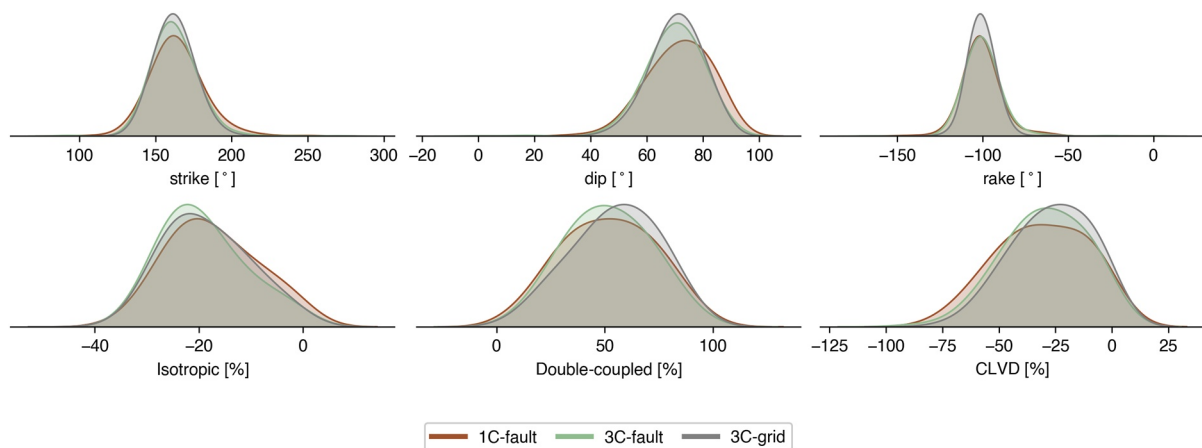 100 150 200 250 300
strike [°]
−20 0 20 40 60 80 100
dip [°]
−150 −100 −50 0
rake [°]
−40 −20 0
Isotropic [%]
0 50 100
Double-coupled [%]
−125 −100 −75 −50 −25 0 25
CLVD [%]
1C-fault 3C-fault 3C-grid